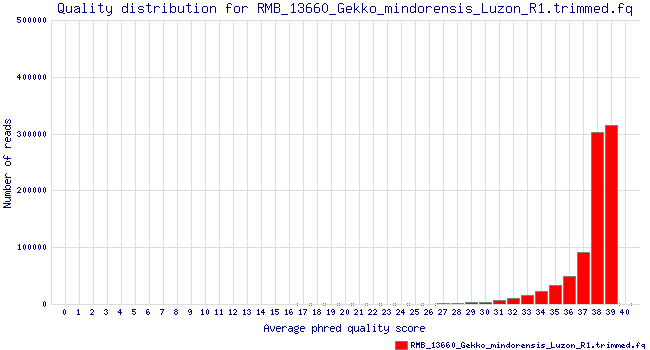 Quality distribution for RMB_13660_Gekko_mindorensis_Luzon_R1.trimmed.fq
500000
400000
300000
200000
100000
0
Number of reads
0 1 2 3 4 5 6 7 8 9 10 11 12 13 14 15 16 17 18 19 20 21 22 23 24 25 26 27 28 29 30 31 32 33 34 35 36 37 38 39 40
Average phred quality score
RMB_13660_Gekko_mindorensis_Luzon_R1.trimmed.fq